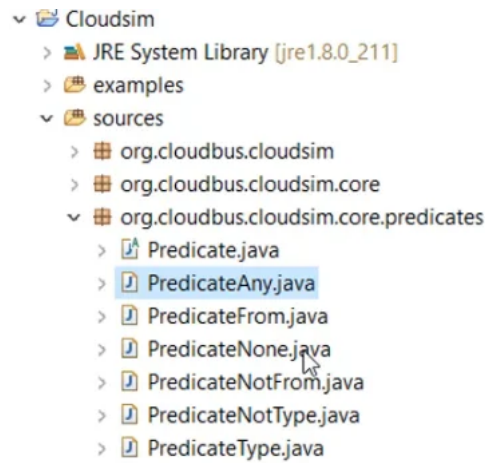 Cloudsim
JRE System Library [jre1.8.0_211]
examples
sources
org.cloudbus.cloudsim
org.cloudbus.cloudsim.core
org.cloudbus.cloudsim.core.predicates
Predicate.java
PredicateAny.java
PredicateFrom.java
PredicateNone.java
PredicateNotFrom.java
PredicateNotType.java
PredicateType.java